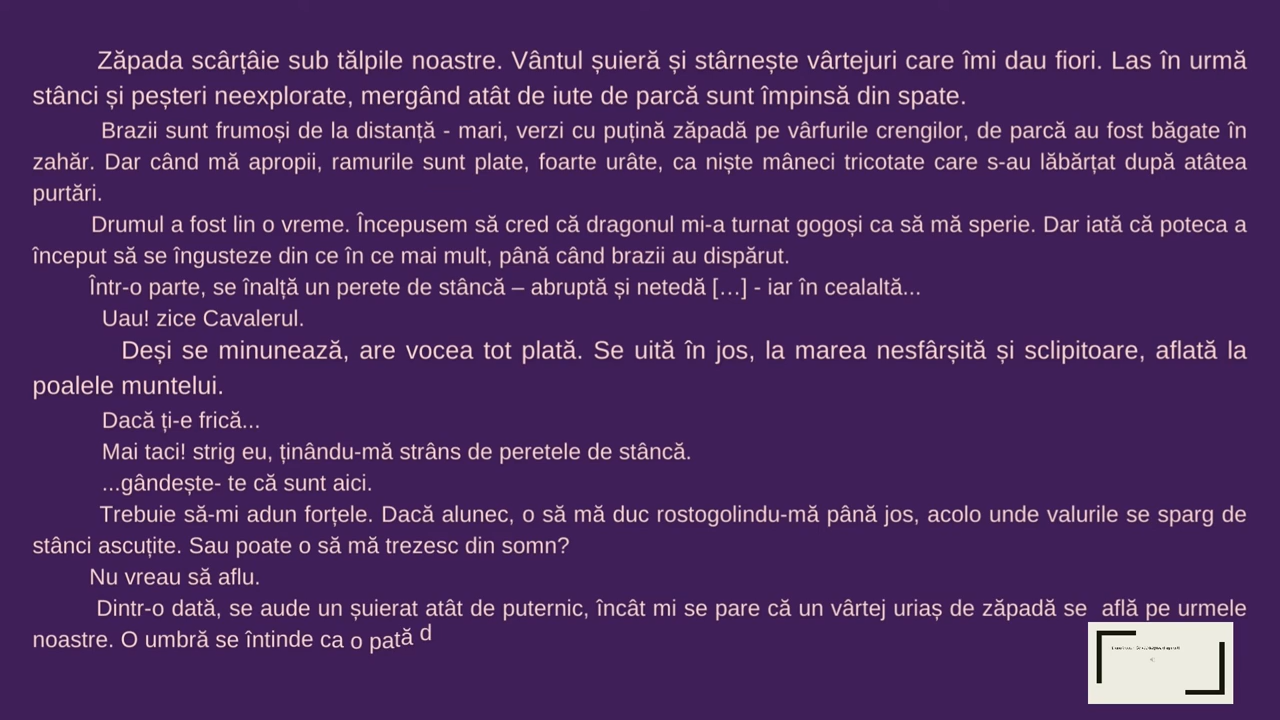 Zăpada scârțâie sub tălpile noastre. Vântul șuieră și stârnește vârtejuri care îmi dau fiori. Las în urmă
stânci și peșteri neexplorate, mergând atât de iute de parcă sunt împinsă din spate.
Brazii sunt frumoși de la distanță - mari, verzi cu puțină zăpadă pe vârfurile crengilor, de parcă au fost băgate în
zahăr. Dar când mă apropii, ramurile sunt plate, foarte urâte, ca niște mâneci tricotate care s-au lăbărțat după atâtea
purtări.
Drumul a fost lin o vreme. Începusem să cred că dragonul mi-a turnat gogoși ca să mă sperie. Dar iată că poteca a
început să se îngusteze din ce în ce mai mult, până când brazii au dispărut.
Într-o parte, se înalță un perete de stâncă – abruptă și netedă […] - iar în cealaltă...
Uau! zice Cavalerul.
Deși se minunează, are vocea tot plată. Se uită în jos, la marea nesfârșită și sclipitoare, aflată la
poalele muntelui.
Dacă ți-e frică...
Mai taci! strig eu, ținându-mă strâns de peretele de stâncă.
...gândește- te că sunt aici.
Trebuie să-mi adun forțele. Dacă alunec, o să mă duc rostogolindu-mă până jos, acolo unde valurile se sparg de
stânci ascuțite. Sau poate o să mă trezesc din somn?
Nu vreau să aflu.
Dintr-o dată, se aude un șuierat atât de puternic, încât mi se pare că un vârtej uriaș de zăpadă se  află pe urmele
noastre. O umbră se întinde ca o pată d